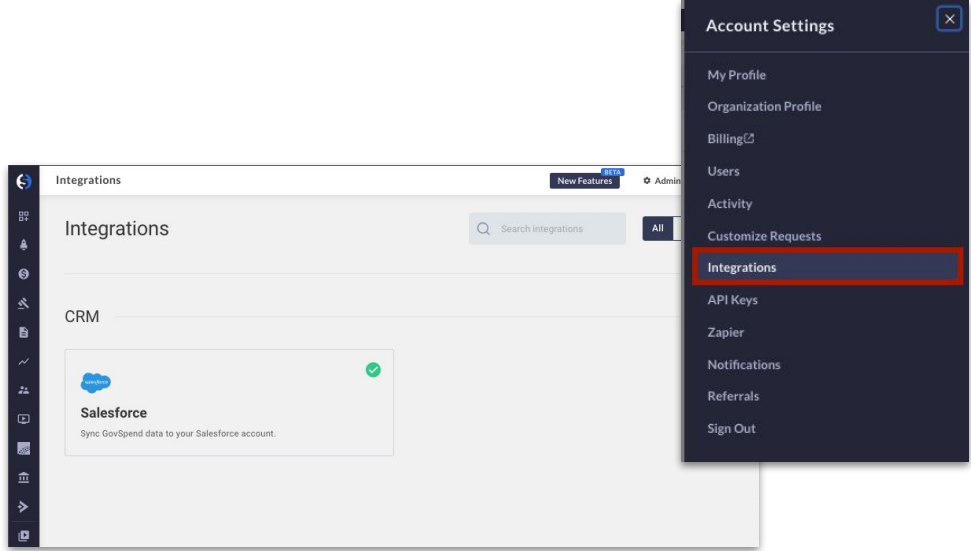 Account Settings
My Profile
Organization Profile
Billing
Users
Activity
Customize Requests
Integrations
API Keys
Zapier
Notifications
Referrals
Sign Out
Integrations
BETA
New Features
Admin
Integrations
Search integrations
All
CRM
salesforce
Salesforce
Sync GovSpend data to your Salesforce account.